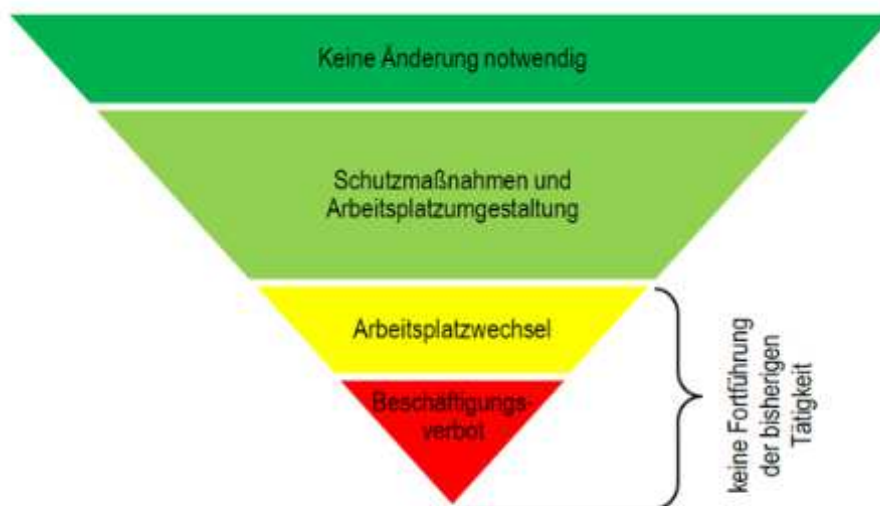 Keine Änderung notwendig
Schutzmaßnahmen und
Arbeitsplatzumgestaltung
Arbeitsplatzwechsel
Beschäftigungs-
verbot
keine Fortführung
der bisherigen
Tätigkeit